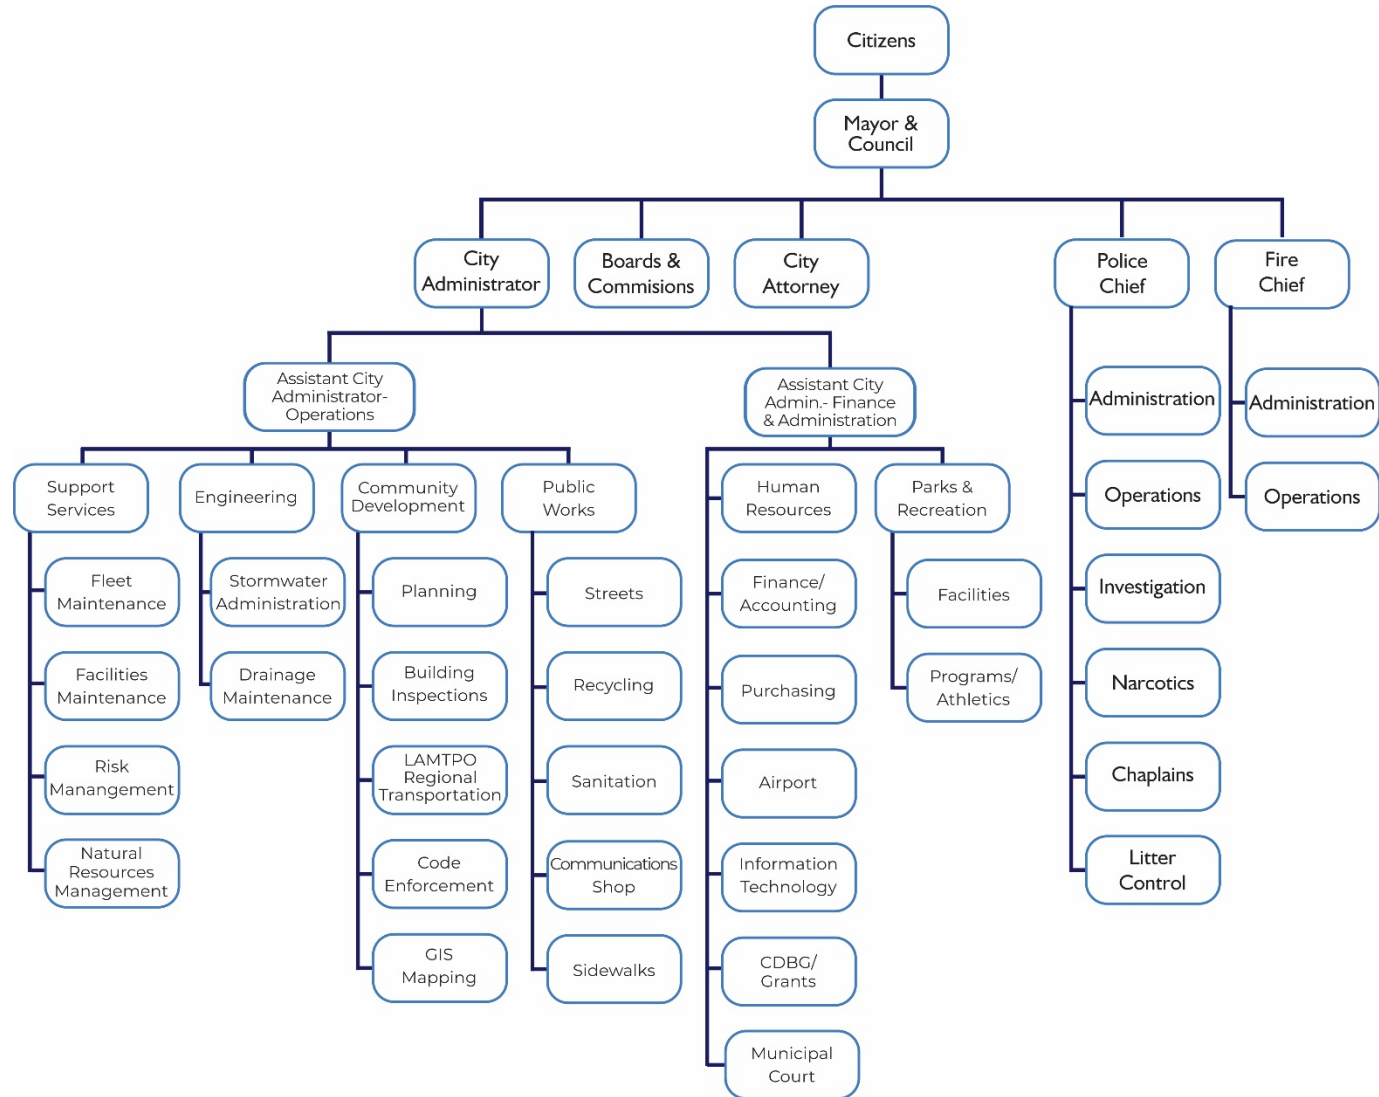 Citizens
Mayor &
Council
City
Administrator
Boards &
Commisions
City
Attorney
Police
Chief
Fire
Chief
Assistant City
Administrator-
Operations
Assistant City
Admin.- Finance
& Administration
Support
Services
Fleet
Maintenance
Facilities
Maintenance
Risk
Manangement
Natural
Resources
Management
Engineering
Stormwater
Administration
Drainage
Maintenance
Community
Development
Planning
Building
Inspections
LAMTPO
Regional
Transportation
Code
Enforcement
GIS
Mapping
Public
Works
Streets
Recycling
Sanitation
Communications
Shop
Sidewalks
Human
Resources
Finance/
Accounting
Purchasing
Airport
Information
Technology
CDBG/
Grants
Municipal
Court
Parks &
Recreation
Facilities
Programs/
Athletics
Administration
Operations
Investigation
Narcotics
Chaplains
Litter
Control
Administration
Operations